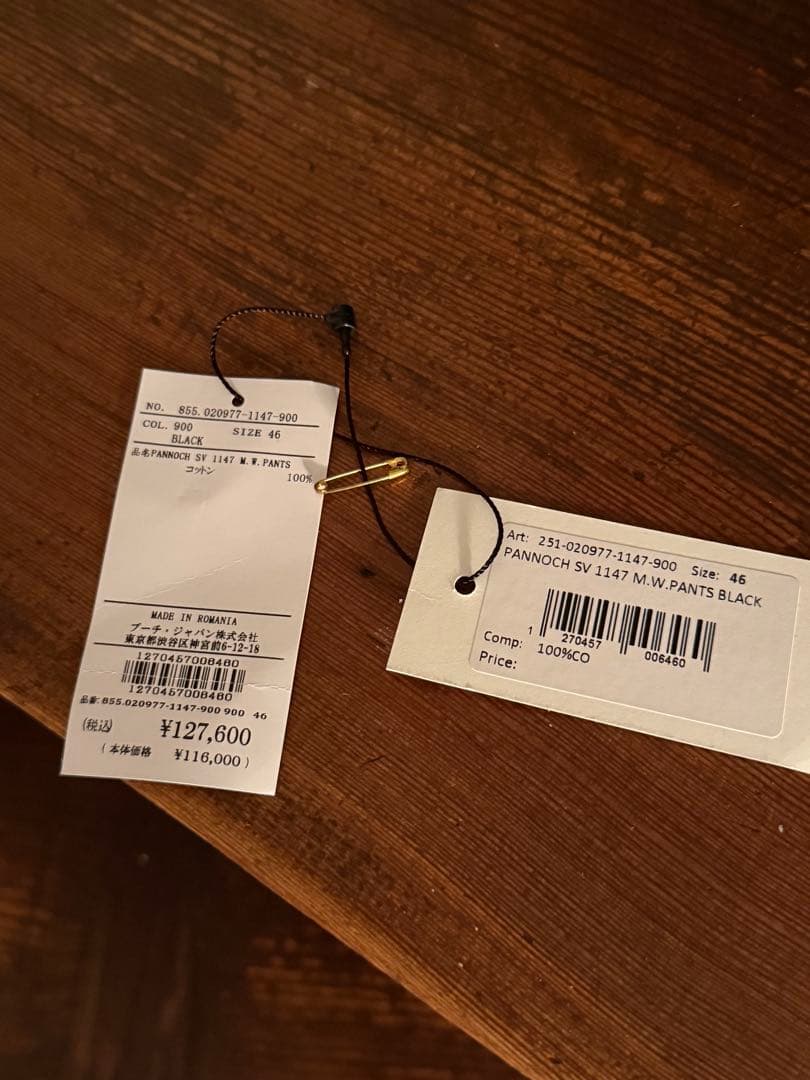 NO. 855.020977-1147-900
COL. 900 SIZE 46
BLACK
品名PANNOCH SV 1147 M.W.PANTS
コットン 100%
MADE IN ROMANIA
プーチ・ジャパン株式会社
東京都渋谷区神宮前6-12-18
1270457006460
1270457006460
品番:855.020977-1147-900 900 46
(税込) ¥127,600
(本体価格 ¥116,000)
Art: 251-020977-1147-900 Size: 46
PANNOCH SV 1147 M.W.PANTS BLACK
1 270457 006460
Comp: 100%CO
Price: